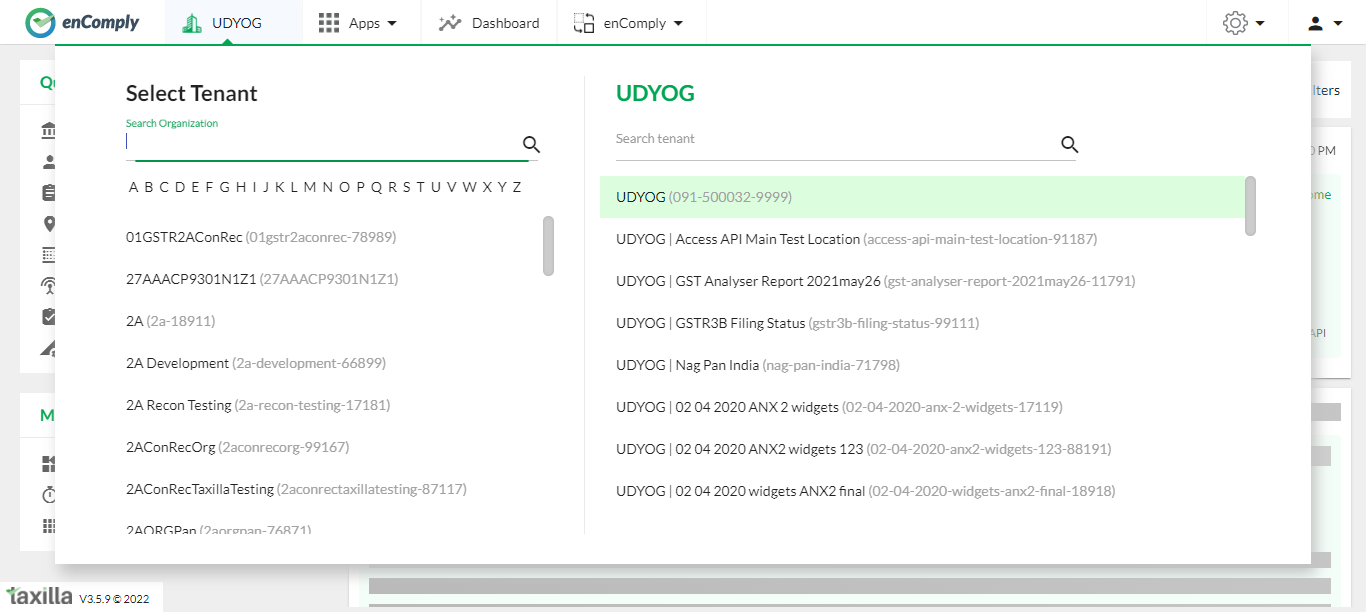 enComply
UDYOG
Apps
Dashboard
enComply
Select Tenant
Search Organization
A B C D E F G H I J K L M N O P Q R S T U V W X Y Z
01GSTR2AConRec (01gstr2aconrec-78989)
27AAACP9301N1Z1 (27AAACP9301N1Z1)
2A (2a-18911)
2A Development (2a-development-66899)
2A Recon Testing (2a-recon-testing-17181)
2AConRecOrg (2aconrecorg-99167)
2AConRecTaxillaTesting (2aconrectaxillatesting-87117)
2AORGPan (2aorgpan-76871)
UDYOG
Search tenant
UDYOG (091-500032-9999)
UDYOG | Access API Main Test Location (access-api-main-test-location-91187)
UDYOG | GST Analyser Report 2021may26 (gst-analyser-report-2021may26-11791)
UDYOG | GSTR3B Filing Status (gstr3b-filing-status-99111)
UDYOG | Nag Pan India (nag-pan-india-71798)
UDYOG | 02 04 2020 ANX 2 widgets (02-04-2020-anx-2-widgets-17119)
UDYOG | 02 04 2020 ANX2 widgets 123 (02-04-2020-anx2-widgets-123-88191)
UDYOG | 02 04 2020 widgets ANX2 final (02-04-2020-widgets-anx2-final-18918)
lters
PM
ome
API
taxilla V3.5.9 © 2022